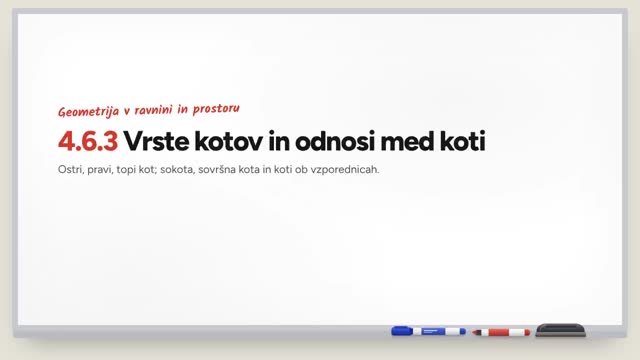 Geometrija v ravnini in prostoru
4.6.3 Vrste kotov in odnosi med koti
Ostri, pravi, topi kot; sokota, sovršna kota in koti ob vzporednicah.